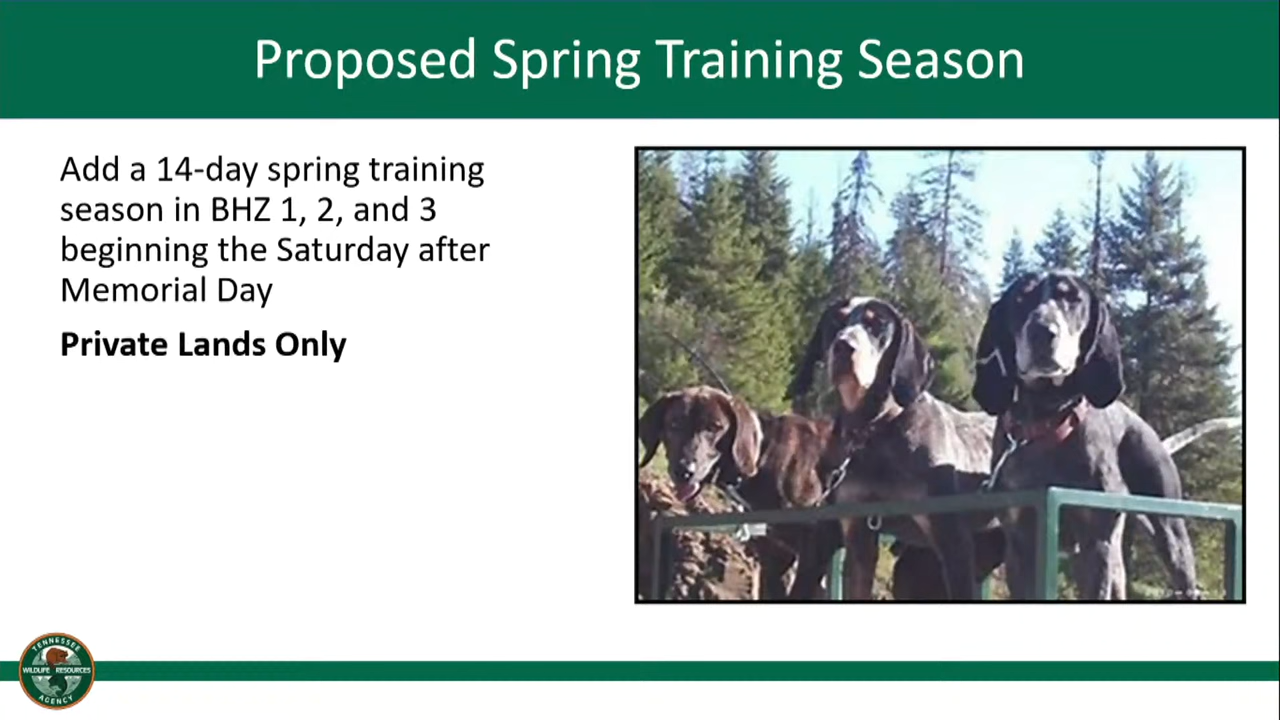 Proposed Spring Training Season
Add a 14-day spring training
season in BHZ 1, 2, and 3
beginning the Saturday after
Memorial Day
Private Lands Only
TENNESSEE
WILDLIFE RESOURCES
AGENCY